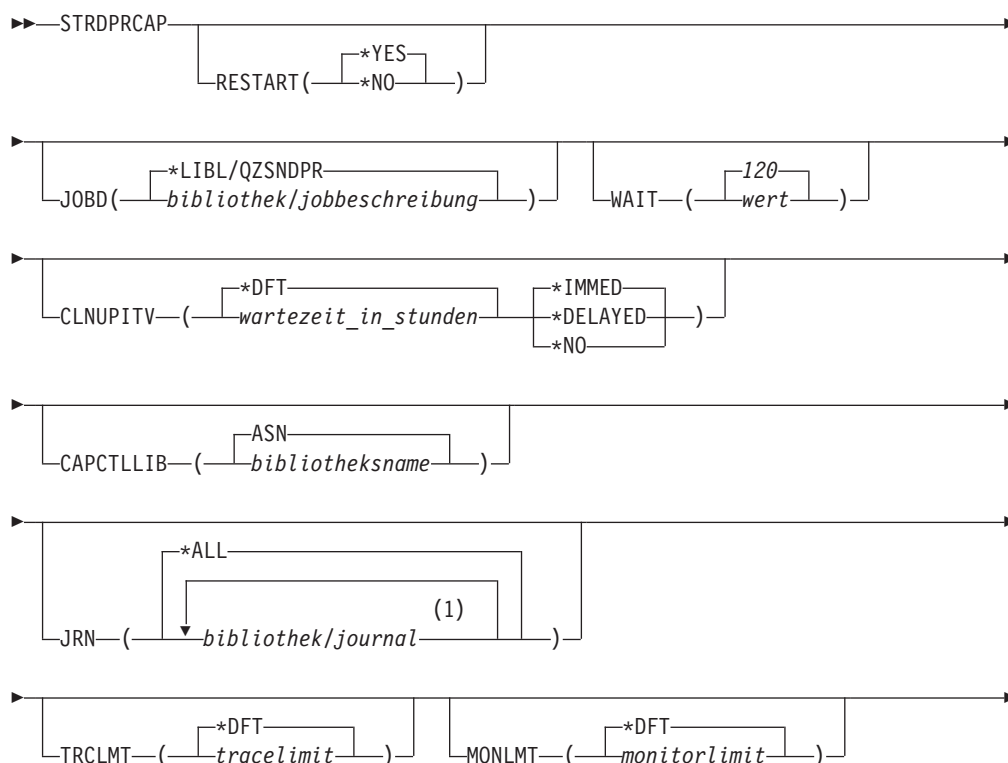 STRDPRCAP
*YES
RESTART( *NO )
*LIBL/QZSNDPR 120
JOBD( bibliothek/jobbeschreibung ) WAIT ( wert )
*DFT *IMMED
CLNUPITV ( wartezeit_in_stunden *DELAYED )
*NO
ASN
CAPCTLLIB ( bibliotheksname )
*ALL
(1)
JRN ( bibliothek/journal )
*DFT *DFT
TRCLMT ( tracelimit ) MONLMT ( monitorlimit )